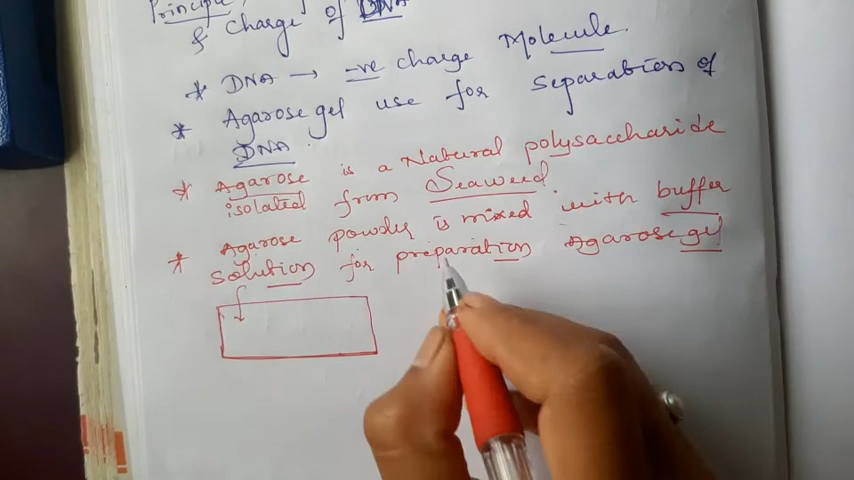 Principle,
& Charge of DNA
* DNA → -ve charge Molecule.
* Agarose gel use for Separation of
DNA
* Agarose is a Natural polysaccharide
isolated from Seaweed.
* Agarose powder is mixed with buffer
solution for preparation Agarose gel